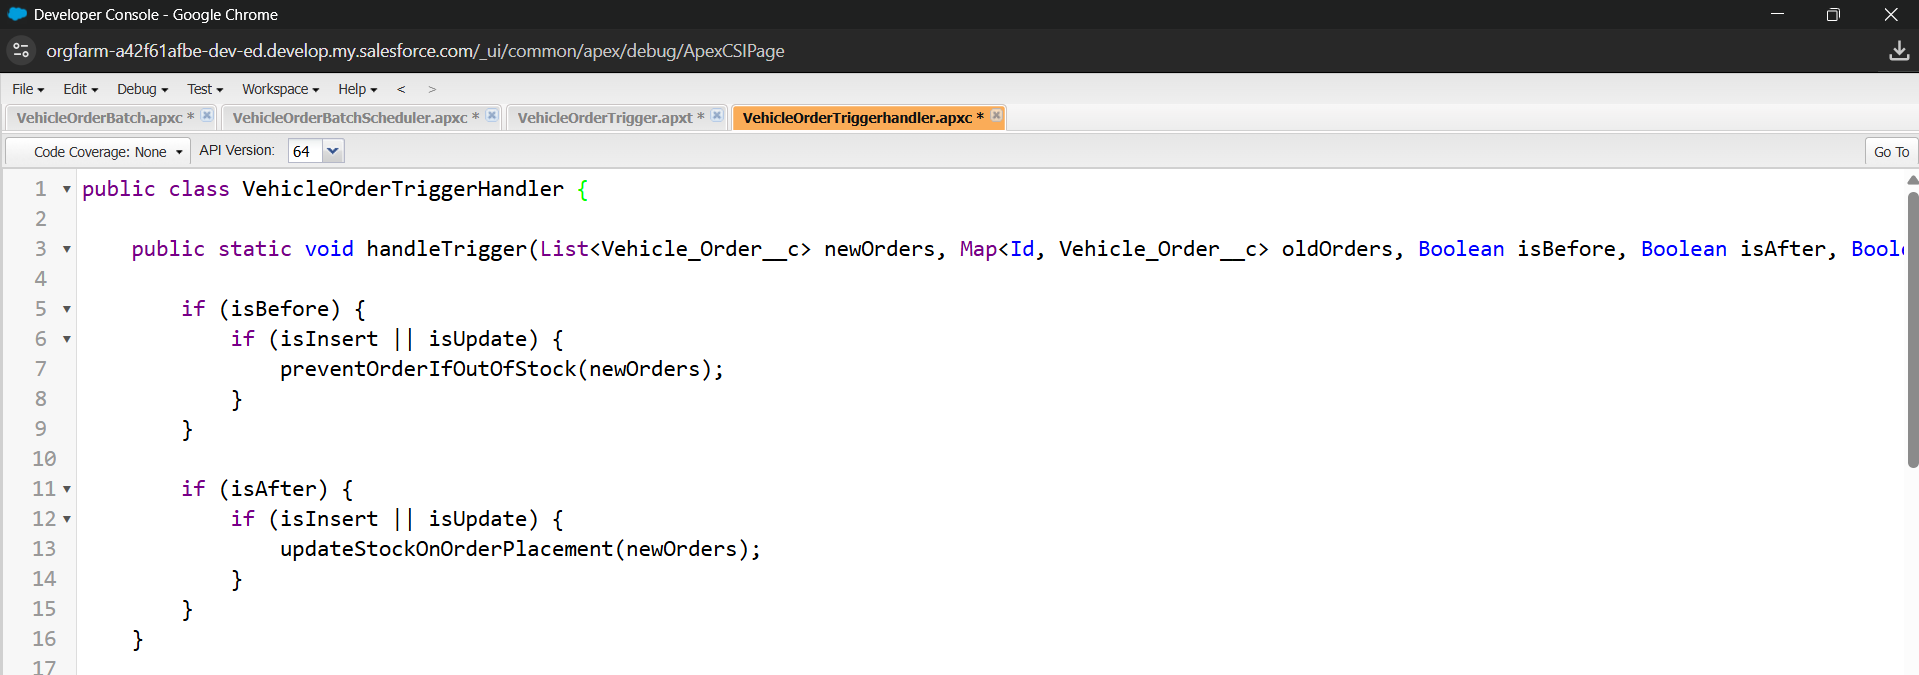 Developer Console - Google Chrome
orgfarm-a42f61afbe-dev-ed.develop.my.salesforce.com/_ui/common/apex/debug/ApexCSIPage
File Edit Debug Test Workspace Help < >
VehicleOrderBatch.apxc * VehicleOrderBatchScheduler.apxc * VehicleOrderTrigger.apxt * VehicleOrderTriggerhandler.apxc *
Code Coverage: None API Version: 64 Go To
1 public class VehicleOrderTriggerHandler {
2
3 public static void handleTrigger(List<Vehicle_Order__c> newOrders, Map<Id, Vehicle_Order__c> oldOrders, Boolean isBefore, Boolean isAfter, Bool
4
5 if (isBefore) {
6 if (isInsert || isUpdate) {
7 preventOrderIfOutOfStock(newOrders);
8 }
9 }
10
11 if (isAfter) {
12 if (isInsert || isUpdate) {
13 updateStockOnOrderPlacement(newOrders);
14 }
15 }
16 }
17